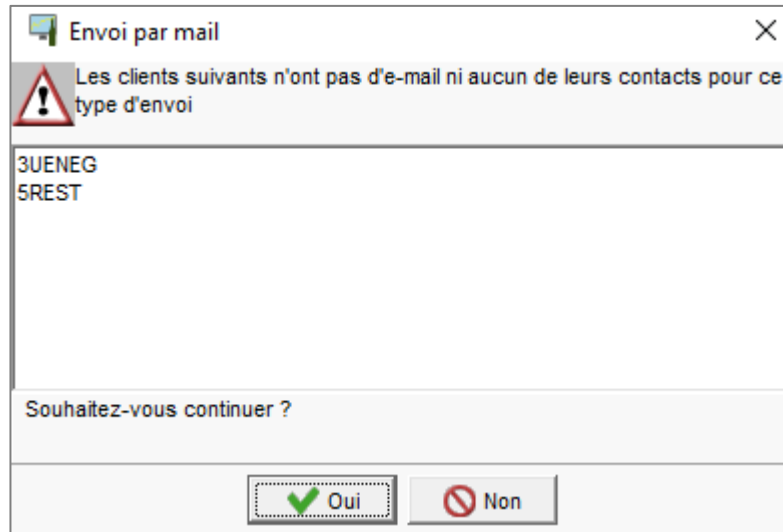 Envoi par mail
Les clients suivants n'ont pas d'e-mail ni aucun de leurs contacts pour ce
type d'envoi
3UENEG
5REST
Souhaitez-vous continuer ?
Oui
Non